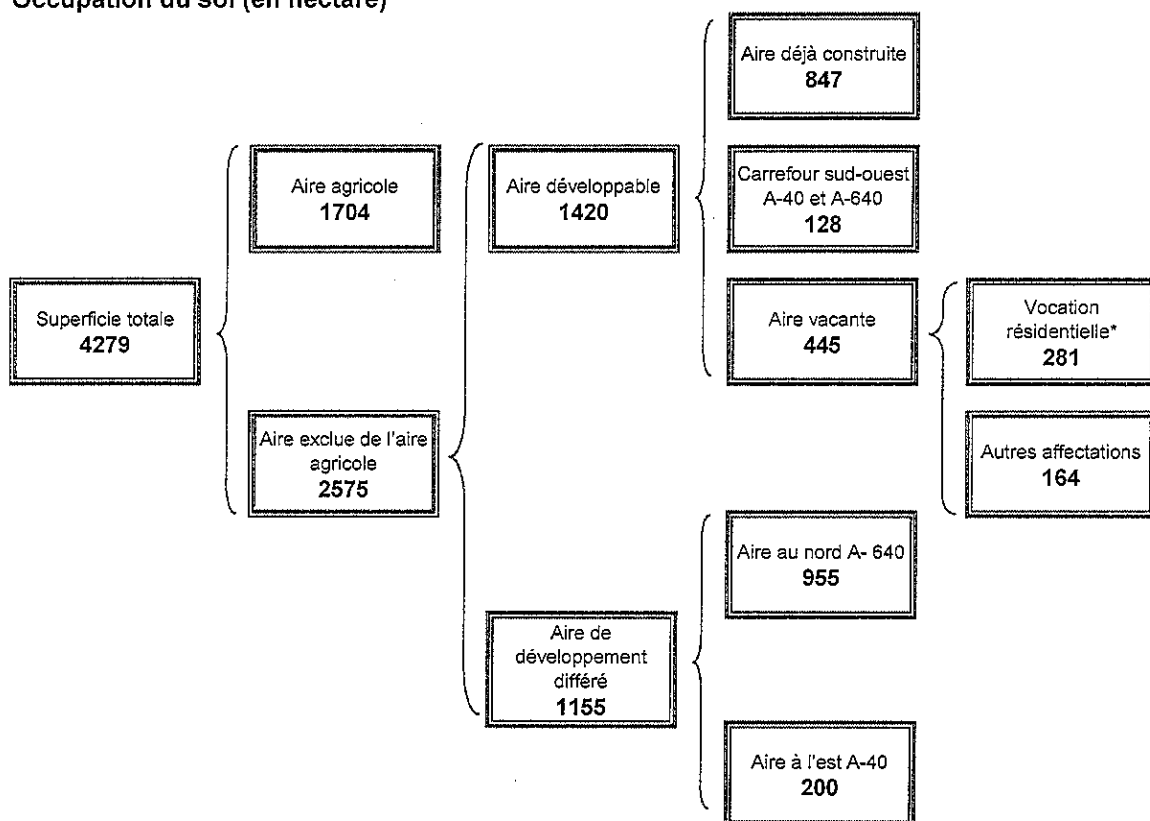 Occupation du sol (en hectare)
Aire déjà construite
847
Aire agricole
1704
Aire développable
1420
Carrefour sud-ouest
A-40 et A-640
128
Superficie totale
4279
Aire vacante
445
Vocation
résidentielle*
281
Aire exclue de l'aire
agricole
2575
Autres affectations
164
Aire au nord A- 640
955
Aire de
développement
différé
1155
Aire à l'est A-40
200